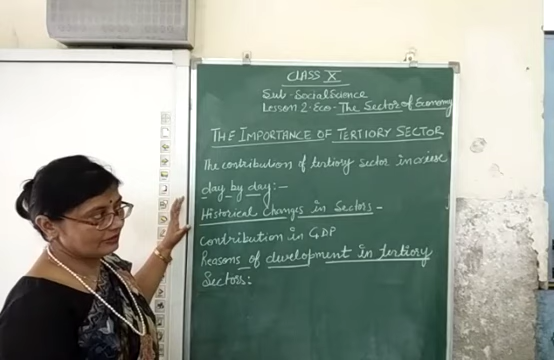 CLASS X
Sub - Social Science
Lesson 2 - Eco - The Sector of Economy
THE IMPORTANCE OF TERTIORY SECTOR
The contribution of tertiory sector increase
day by day:-
Historical Changes in Sectors -
Contribution in GDP
Reasons of development in tertiory
Sectors: